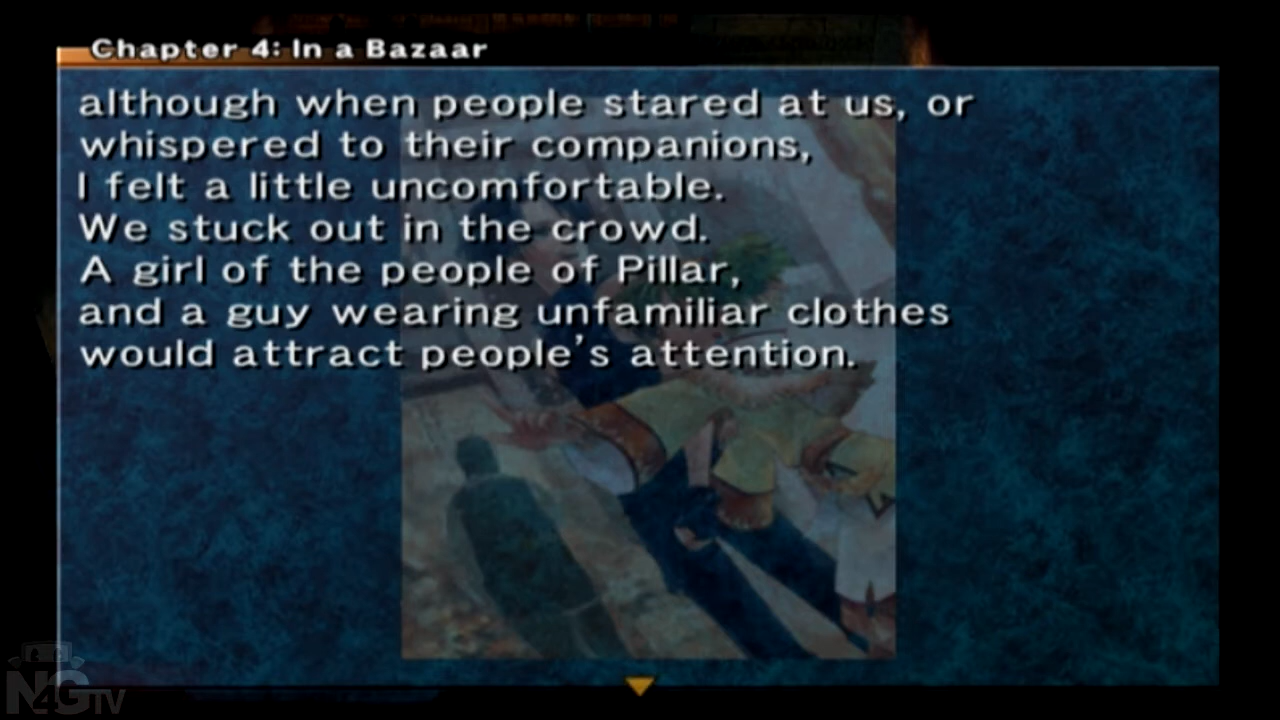 Chapter 4: In a Bazaar
although when people stared at us, or
whispered to their companions,
I felt a little uncomfortable.
We stuck out in the crowd.
A girl of the people of Pillar,
and a guy wearing unfamiliar clothes
would attract people's attention.
N4G TV